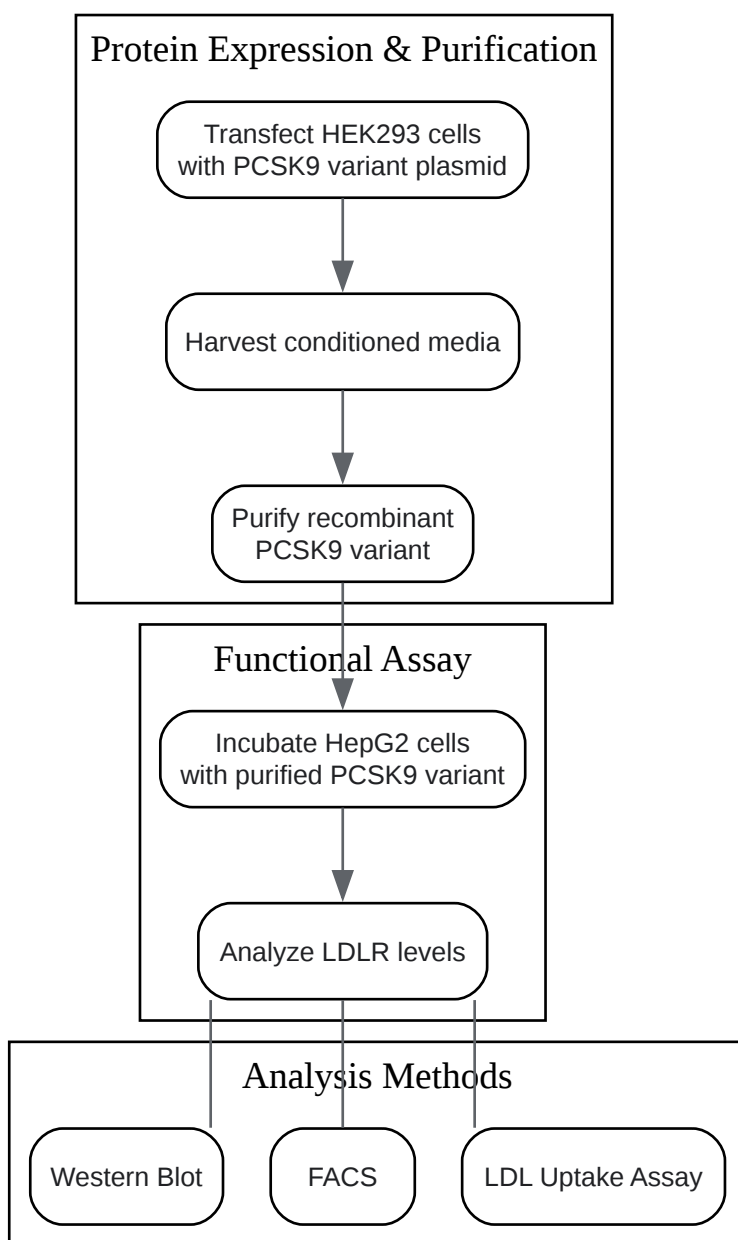 Protein Expression & Purification
Transfect HEK293 cells
with PCSK9 variant plasmid
Harvest conditioned media
Purify recombinant
PCSK9 variant
Functional Assay
Incubate HepG2 cells
with purified PCSK9 variant
Analyze LDLR levels
Analysis Methods
Western Blot
FACS
LDL Uptake Assay